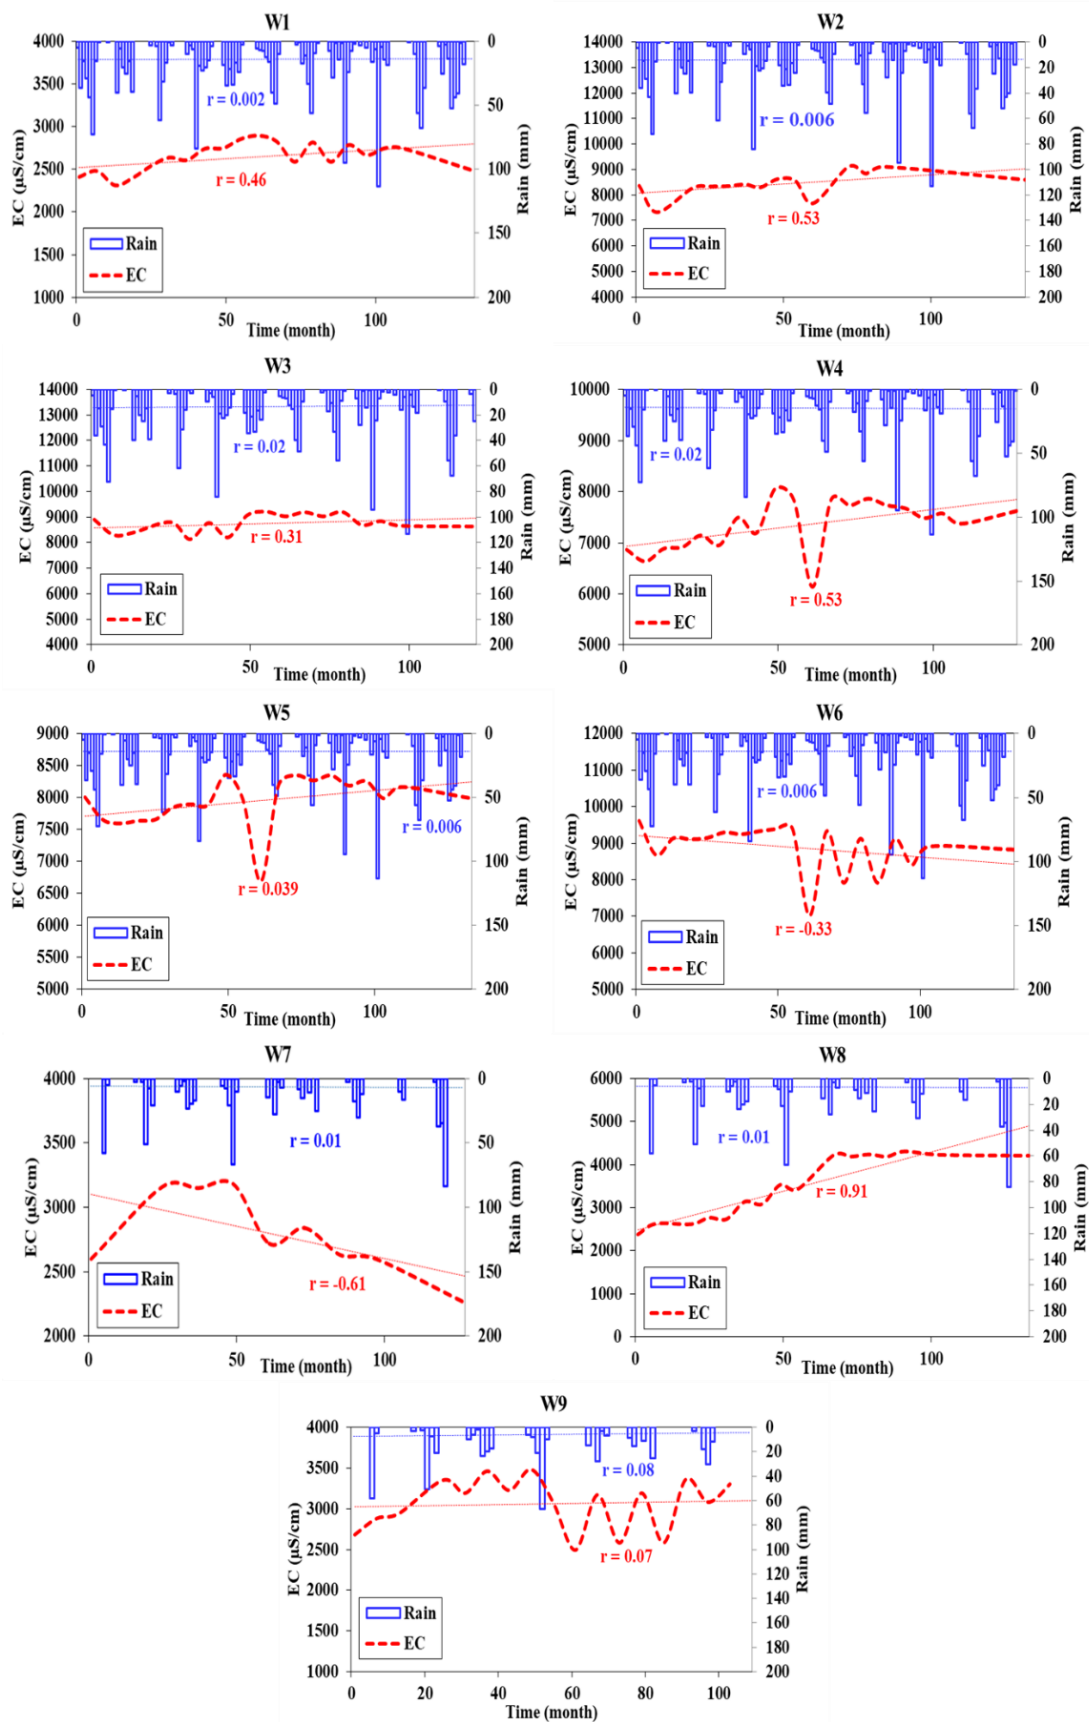 W1
4000
3500
3000
2500
2000
1500
1000
EC (µS/cm)
0
50
100
150
200
Rain (mm)
r = 0.002
r = 0.46
Rain
EC
0
50
100
Time (month)
W2
14000
13000
12000
11000
10000
9000
8000
7000
6000
5000
4000
EC (µS/cm)
0
20
40
60
80
100
120
140
160
180
200
Rain (mm)
r = 0.006
r = 0.53
Rain
EC
0
50
100
Time (month)
W3
14000
13000
12000
11000
10000
9000
8000
7000
6000
5000
4000
EC (µS/cm)
0
20
40
60
80
100
120
140
160
180
200
Rain (mm)
r = 0.02
r = 0.31
Rain
EC
0
50
100
Time (month)
W4
10000
9000
8000
7000
6000
5000
EC (µS/cm)
0
50
100
150
200
Rain (mm)
r = 0.02
r = 0.53
Rain
EC
0
50
100
Time (month)
W5
9000
8500
8000
7500
7000
6500
6000
5500
5000
EC (µS/cm)
0
50
100
150
200
Rain (mm)
r = 0.006
r = 0.039
Rain
EC
0
50
100
Time (month)
W6
12000
11000
10000
9000
8000
7000
6000
5000
EC (µS/cm)
0
50
100
150
200
Rain (mm)
r = 0.006
r = -0.33
Rain
EC
0
50
100
Time (month)
W7
4000
3500
3000
2500
2000
EC (µS/cm)
0
50
100
150
200
Rain (mm)
r = 0.01
r = -0.61
Rain
EC
0
50
100
Time (month)
W8
6000
5000
4000
3000
2000
1000
0
EC (µS/cm)
0
20
40
60
80
100
120
140
160
180
200
Rain (mm)
r = 0.01
r = 0.91
Rain
EC
0
50
100
Time (month)
W9
4000
3500
3000
2500
2000
1500
1000
EC (µS/cm)
0
20
40
60
80
100
120
140
160
180
200
Rain (mm)
r = 0.08
r = 0.07
Rain
EC
0
20
40
60
80
100
Time (month)